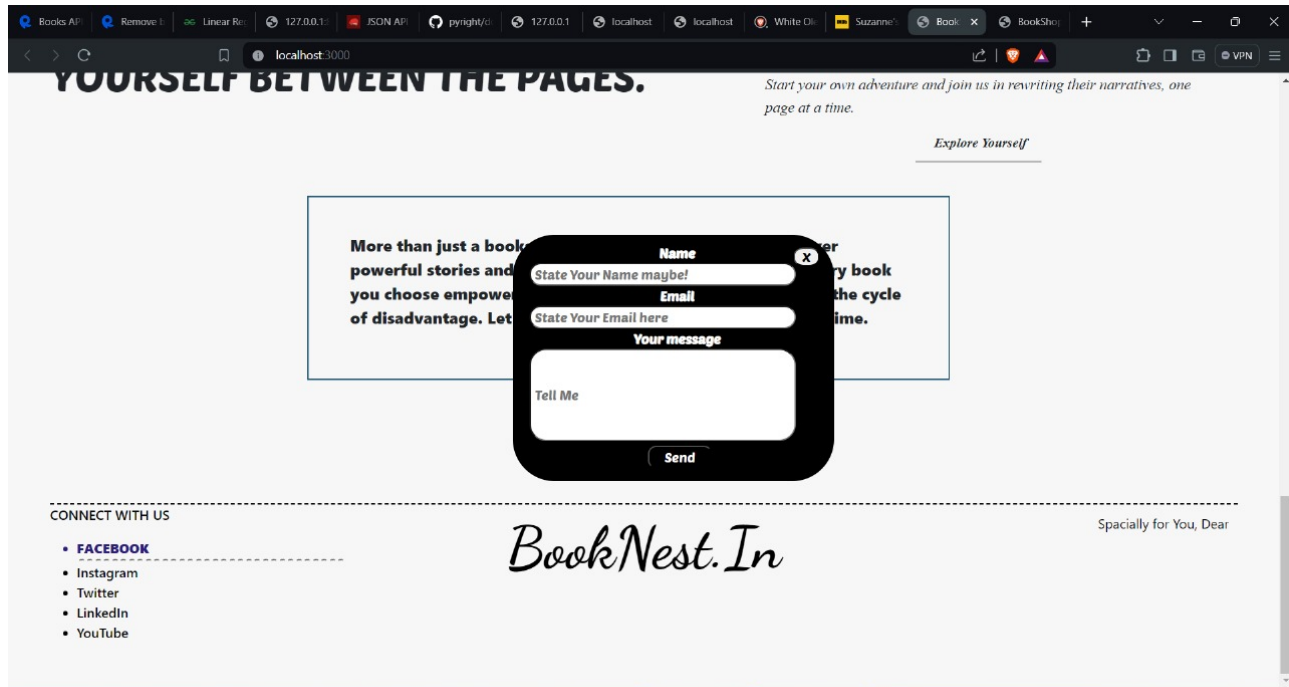 Books API
Remove b
Linear Reg
127.0.0.1:
JSON API
pyright/d
127.0.0.1
localhost
localhost
White Ol
Suzanne's
Book
BookShop
localhost:3000
VPN
YOURSELF BETWEEN THE PAGES.
Start your own adventure and join us in rewriting their narratives, one
page at a time.
Explore Yourself
More than just a book
powerful stories and
ry book
you choose empowe
the cycle
of disadvantage. Let
ime.
Name
X
State Your Name maybe!
Email
State Your Email here
Your message
Tell Me
Send
CONNECT WITH US
FACEBOOK
Instagram
Twitter
LinkedIn
YouTube
BookNest.In
Spacially for You, Dear